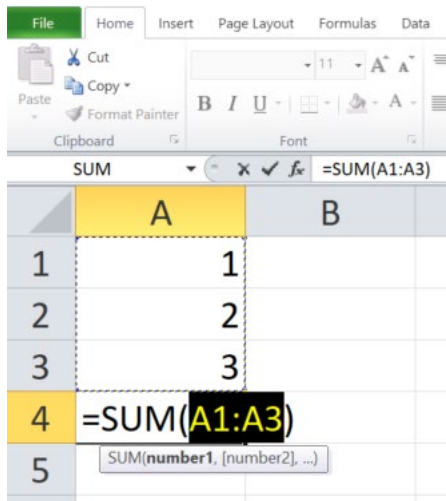 File Home Insert Page Layout Formulas Data
Cut
Copy
Paste
Format Painter
11 A A
B I U A
Clipboard Font
SUM fx =SUM(A1:A3)
A B
1 1
2 2
3 3
4 =SUM(A1:A3)
SUM(number1, [number2], ...)
5